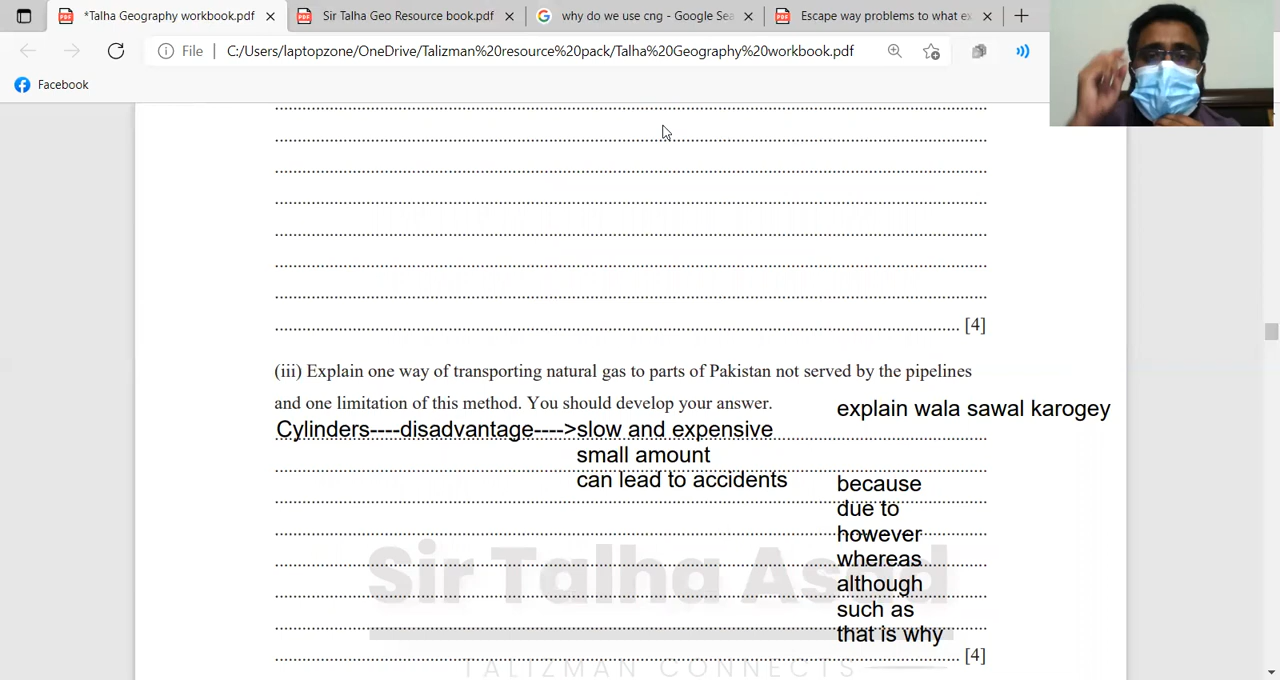 *Talha Geography workbook.pdf
Sir Talha Geo Resource book.pdf
why do we use cng - Google Sea
Escape way problems to what ex
File
C:/Users/laptopzone/OneDrive/Talizman%20resource%20pack/Talha%20Geography%20workbook.pdf
Facebook
[4]
(iii) Explain one way of transporting natural gas to parts of Pakistan not served by the pipelines
and one limitation of this method. You should develop your answer.
explain wala sawal karogey
Cylinders----disadvantage---->slow and expensive
small amount
can lead to accidents
because
due to
however
whereas
although
such as
that is why
Sir Talha Asad
TALIZMAN CONNECTS
[4]